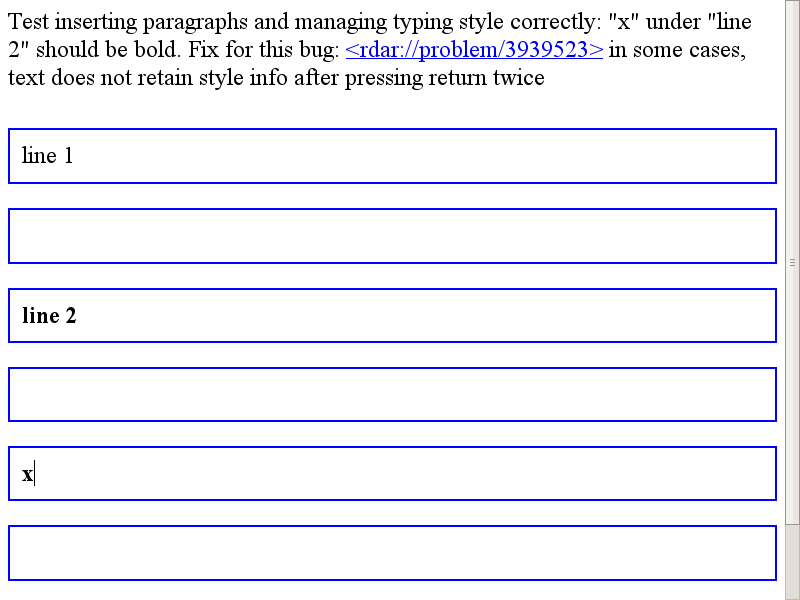 Test inserting paragraphs and managing typing style correctly: "x" under "line
2" should be bold. Fix for this bug: <rdar://problem/3939523> in some cases,
text does not retain style info after pressing return twice
line 1
line 2
x